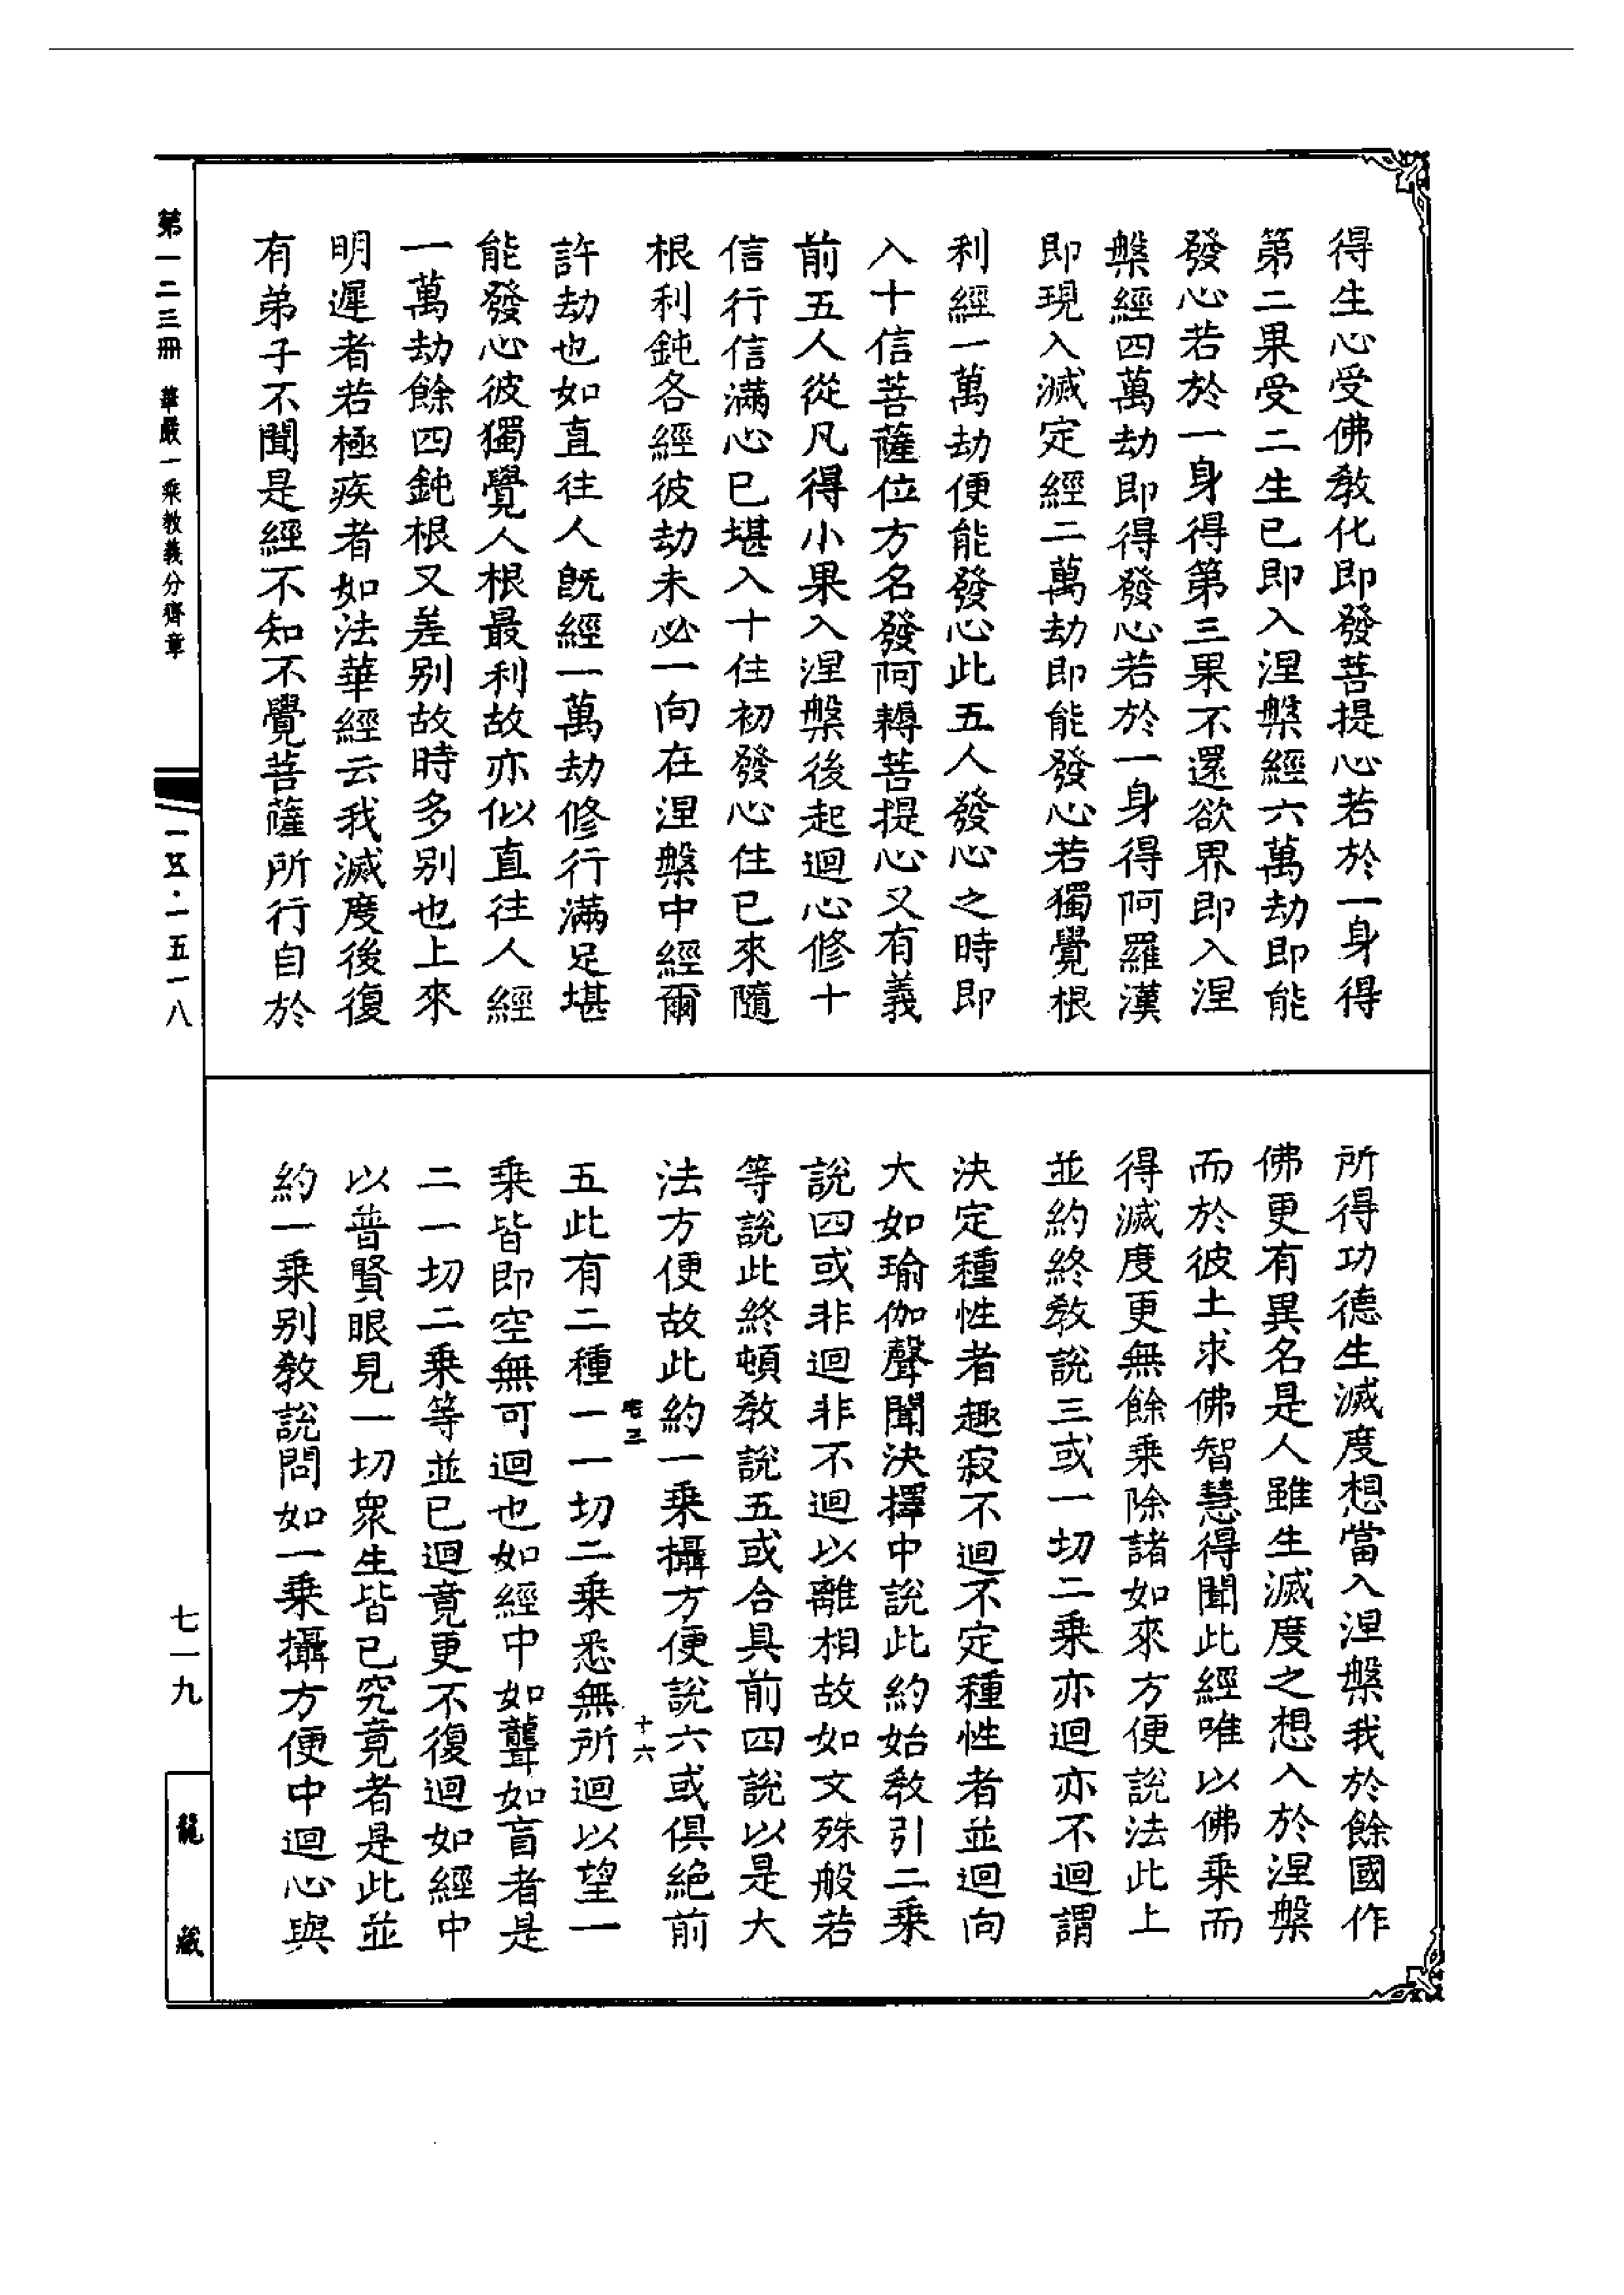 得生心受佛敎化即發菩提心若於一身得
第二果受二生已即入涅槃經六萬劫即能
發心若於一身得第三果不還欲界即入涅
槃經四萬劫即得發心若於一身得阿羅漢
即現入滅定經二萬劫即能發心若獨覺根
利經一萬劫便能發心此五人發心之時即
入十信菩薩位方名發阿耨菩提心又有義
前五人從凡得小果入涅槃後起迴心修十
信行信滿心已堪入十住初發心住已來隨
根利鈍各經彼劫未必一向在涅槃中經爾
許劫也如直往人既經一萬劫修行滿足堪
能發心彼獨覺人根最利故亦似直往人經
一萬劫餘四鈍根又差別故時多別也上來
明遲者若極疾者如法華經云我滅度後復
有弟子不聞是經不知不覺菩薩所行自於
所得功德生滅度想當入涅槃我於餘國作
佛更有異名是人雖生滅度之想入於涅槃
而於彼土求佛智慧得聞此經唯以佛乘而
得滅度更無餘乘除諸如來方便說法此上
並約終敎說三或一切二乘亦迴亦不迴謂
決定種性者趣寂不迴不定種性者並迴向
大如瑜伽聲聞決擇中說此約始敎引二乘
說四或非迴非不迴以離相故如文殊般若
等說此終頓敎說五或合具前四說以是大
法方便故此約一乘攝方便說六或俱絶前
五此有二種一一切二乘悉無所迴以望一
乘皆即空無可迴也如經中如聾如盲者是
二一切二乘等並已迴竟更不復迴如經中
以普賢眼見一切衆生皆已究竟者是此並
約一乘別敎說問如一乘攝方便中迴心與
十六
第一二三冊 華嚴一乘教義分齊章
一五五·一五一八
七一九
龍藏